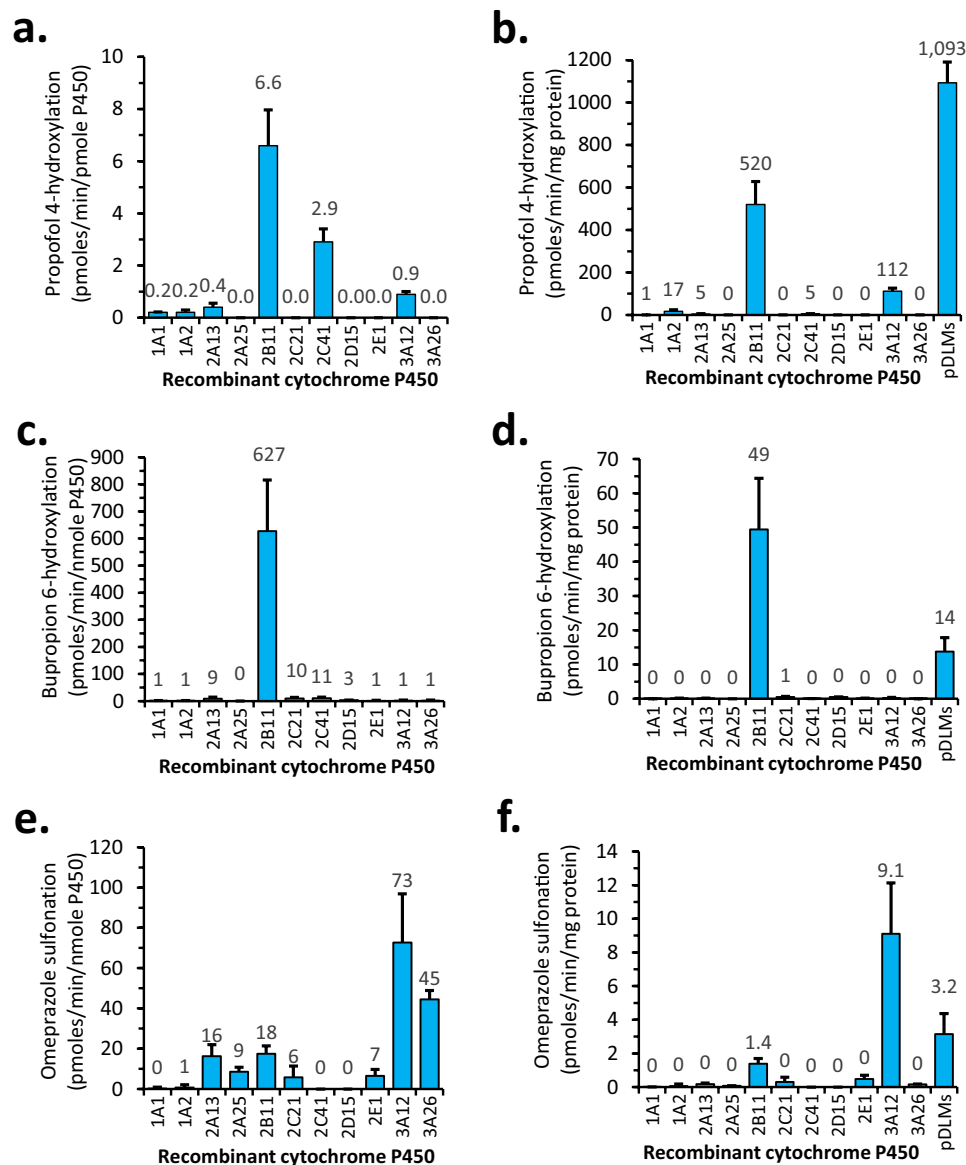 a.
Propofol 4-hydroxylation
(pmoles/min/pmole P450)
10
8
6
4
2
0
0.2 0.2 0.4 0.0 6.6 0.0 2.9 0.0 0.0 0.9 0.0
1A1 1A2 2A13 2A25 2B11 2C21 2C41 2D15 2E1 3A12 3A26
Recombinant cytochrome P450
b.
Propofol 4-hydroxylation
(pmoles/min/mg protein)
1200
1000
800
600
400
200
0
1 17 5 0 520 0 5 0 0 112 0 1,093
1A1 1A2 2A13 2A25 2B11 2C21 2C41 2D15 2E1 3A12 3A26 pDLMs
Recombinant cytochrome P450
c.
Bupropion 6-hydroxylation
(pmoles/min/nmole P450)
900
800
700
600
500
400
300
200
100
0
1 1 9 0 627 10 11 3 1 1 1
1A1 1A2 2A13 2A25 2B11 2C21 2C41 2D15 2E1 3A12 3A26
Recombinant cytochrome P450
d.
Bupropion 6-hydroxylation
(pmoles/min/mg protein)
70
60
50
40
30
20
10
0
0 0 0 0 49 1 0 0 0 0 0 14
1A1 1A2 2A13 2A25 2B11 2C21 2C41 2D15 2E1 3A12 3A26 pDLMs
Recombinant cytochrome P450
e.
Omeprazole sulfonation
(pmoles/min/nmole P450)
120
100
80
60
40
20
0
0 1 16 9 18 6 0 0 7 73 45
1A1 1A2 2A13 2A25 2B11 2C21 2C41 2D15 2E1 3A12 3A26
Recombinant cytochrome P450
f.
Omeprazole sulfonation
(pmoles/min/mg protein)
14
12
10
8
6
4
2
0
0 0 0 0 1.4 0 0 0 0 9.1 0 3.2
1A1 1A2 2A13 2A25 2B11 2C21 2C41 2D15 2E1 3A12 3A26 pDLMs
Recombinant cytochrome P450